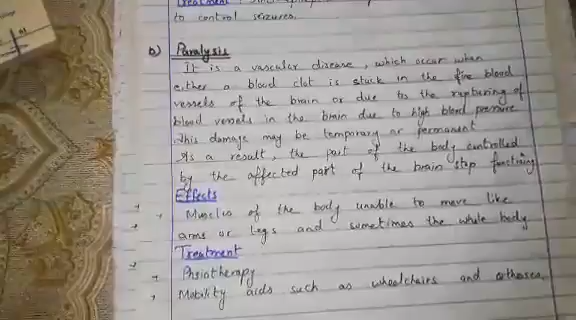 Treatment
to control seizures.
b) Paralysis
It is a vascular disease, which occur when
either a blood clot is stuck in the fine blood
vessels of the brain or due to the rupturing of
blood vessels in the brain due to high blood pressure
This damage may be temporary or permanent
As a result, the part of the body controlled
by the affected part of the brain stop functioning
Effects
Muscles of the body unable to move like
arms or legs and sometimes the whole body
Treatment
Phsiotherapy
Mobility aids such as wheelchairs and orthoses.